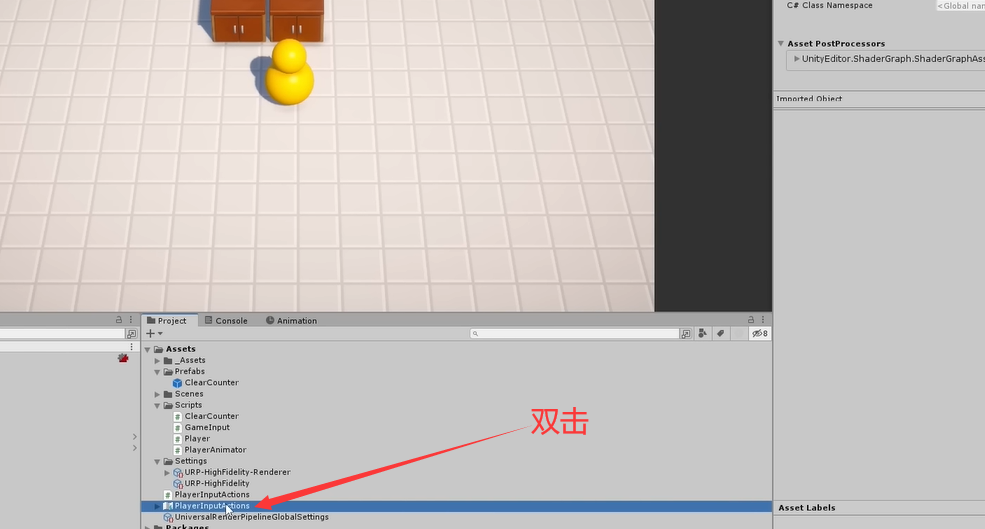 C# Class Namespace
<Global nam
Asset PostProcessors
UnityEditor.ShaderGraph.ShaderGraphAss
Imported Object
Project
Console
Animation
8
Assets
_Assets
Prefabs
ClearCounter
Scenes
Scripts
ClearCounter
GameInput
Player
PlayerAnimator
Settings
URP-HighFidelity-Renderer
URP-HighFidelity
PlayerInputActions
PlayerInputActions
UniversalRenderPipelineGlobalSettings
Packages
双击
Asset Labels